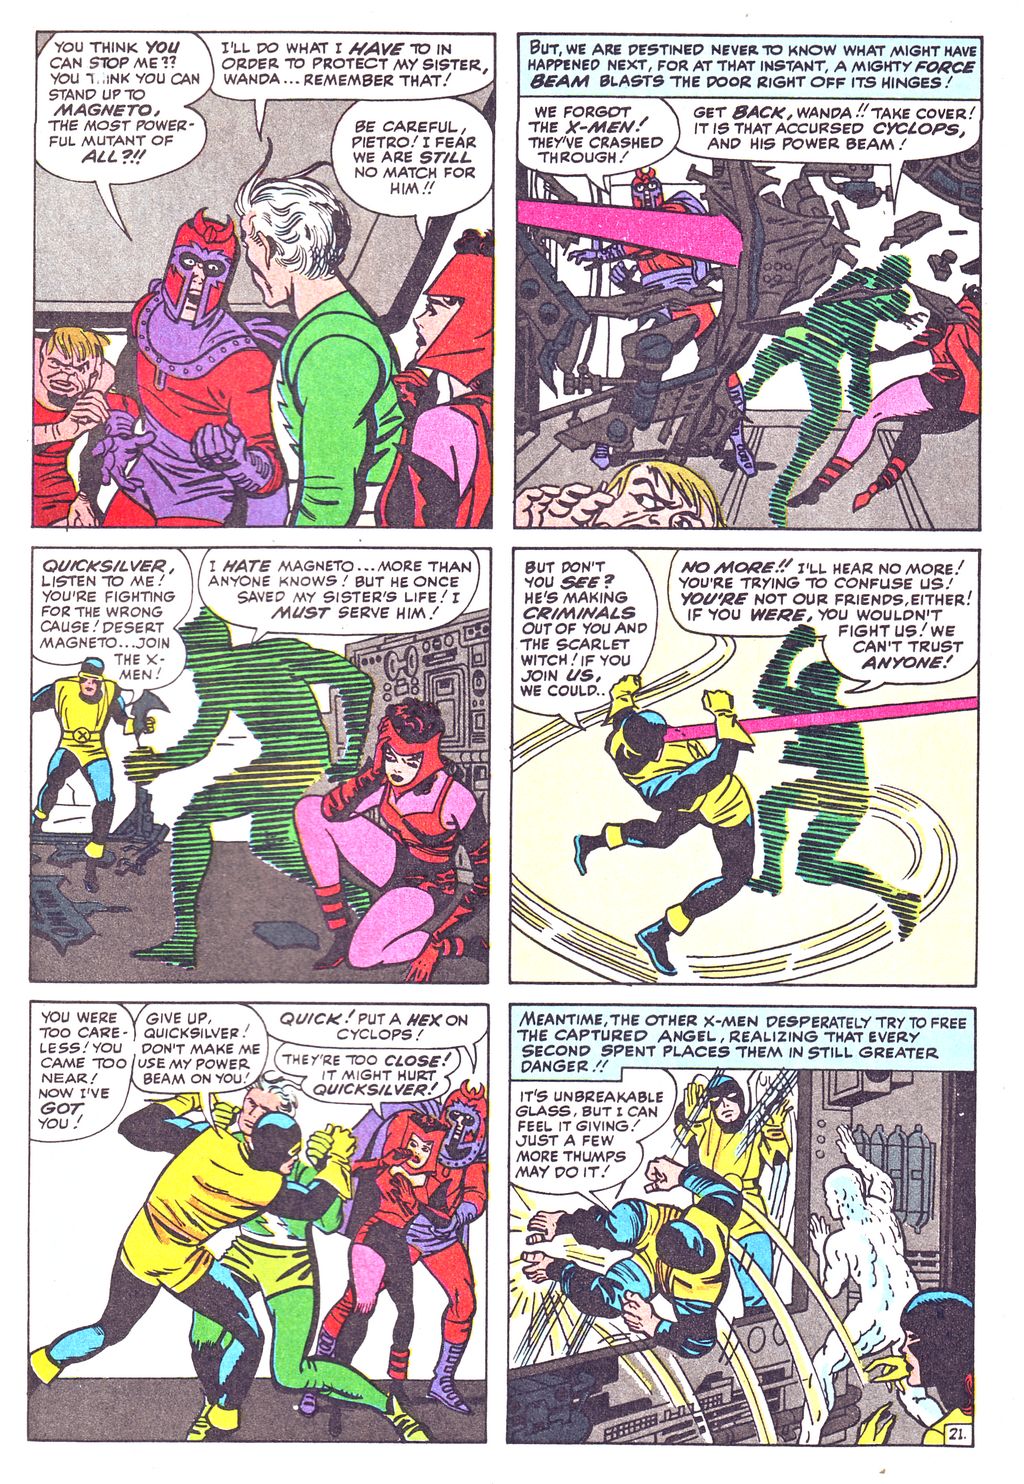 YOU THINK YOU
CAN STOP ME??
YOU THINK YOU CAN
STAND UP TO
MAGNETO,
THE MOST POWER-
FUL MUTANT OF
ALL?!!
I'LL DO WHAT I HAVE TO IN
ORDER TO PROTECT MY SISTER,
WANDA...REMEMBER THAT!
BE CAREFUL,
PIETRO! I FEAR
WE ARE STILL
NO MATCH FOR
HIM!!
BUT, WE ARE DESTINED NEVER TO KNOW WHAT MIGHT HAVE
HAPPENED NEXT, FOR AT THAT INSTANT, A MIGHTY FORCE
BEAM BLASTS THE DOOR RIGHT OFF ITS HINGES!
WE FORGOT
THE X-MEN!
THEY'VE CRASHED
THROUGH!
GET BACK, WANDA!! TAKE COVER!
IT IS THAT ACCURSED CYCLOPS,
AND HIS POWER BEAM!
QUICKSILVER,
LISTEN TO ME!
YOU'RE FIGHTING
FOR THE WRONG
CAUSE! DESERT
MAGNETO...JOIN
THE X-
MEN!
I HATE MAGNETO...MORE THAN
ANYONE KNOWS! BUT HE ONCE
SAVED MY SISTER'S LIFE! I
MUST SERVE HIM!
BUT DON'T
YOU SEE?
HE'S MAKING
CRIMINALS
OUT OF YOU AND
THE SCARLET
WITCH! IF YOU
JOIN US,
WE COULD..
NO MORE!! I'LL HEAR NO MORE!
YOU'RE TRYING TO CONFUSE US!
YOU'RE NOT OUR FRIENDS, EITHER!
IF YOU WERE, YOU WOULDN'T
FIGHT US! WE
CAN'T TRUST
ANYONE!
YOU WERE
TOO CARE-
LESS! YOU
CAME TOO
NEAR!
NOW I'VE
GOT
YOU!
GIVE UP,
QUICKSILVER!
DON'T MAKE ME
USE MY POWER
BEAM ON YOU!
QUICK! PUT A HEX ON
CYCLOPS!
THEY'RE TOO CLOSE!
IT MIGHT HURT
QUICKSILVER!
MEANTIME, THE OTHER X-MEN DESPERATELY TRY TO FREE
THE CAPTURED ANGEL, REALIZING THAT EVERY
SECOND SPENT PLACES THEM IN STILL GREATER
DANGER!!
IT'S UNBREAKABLE
GLASS, BUT I CAN
FEEL IT GIVING!
JUST A FEW
MORE THUMPS
MAY DO IT!
21.